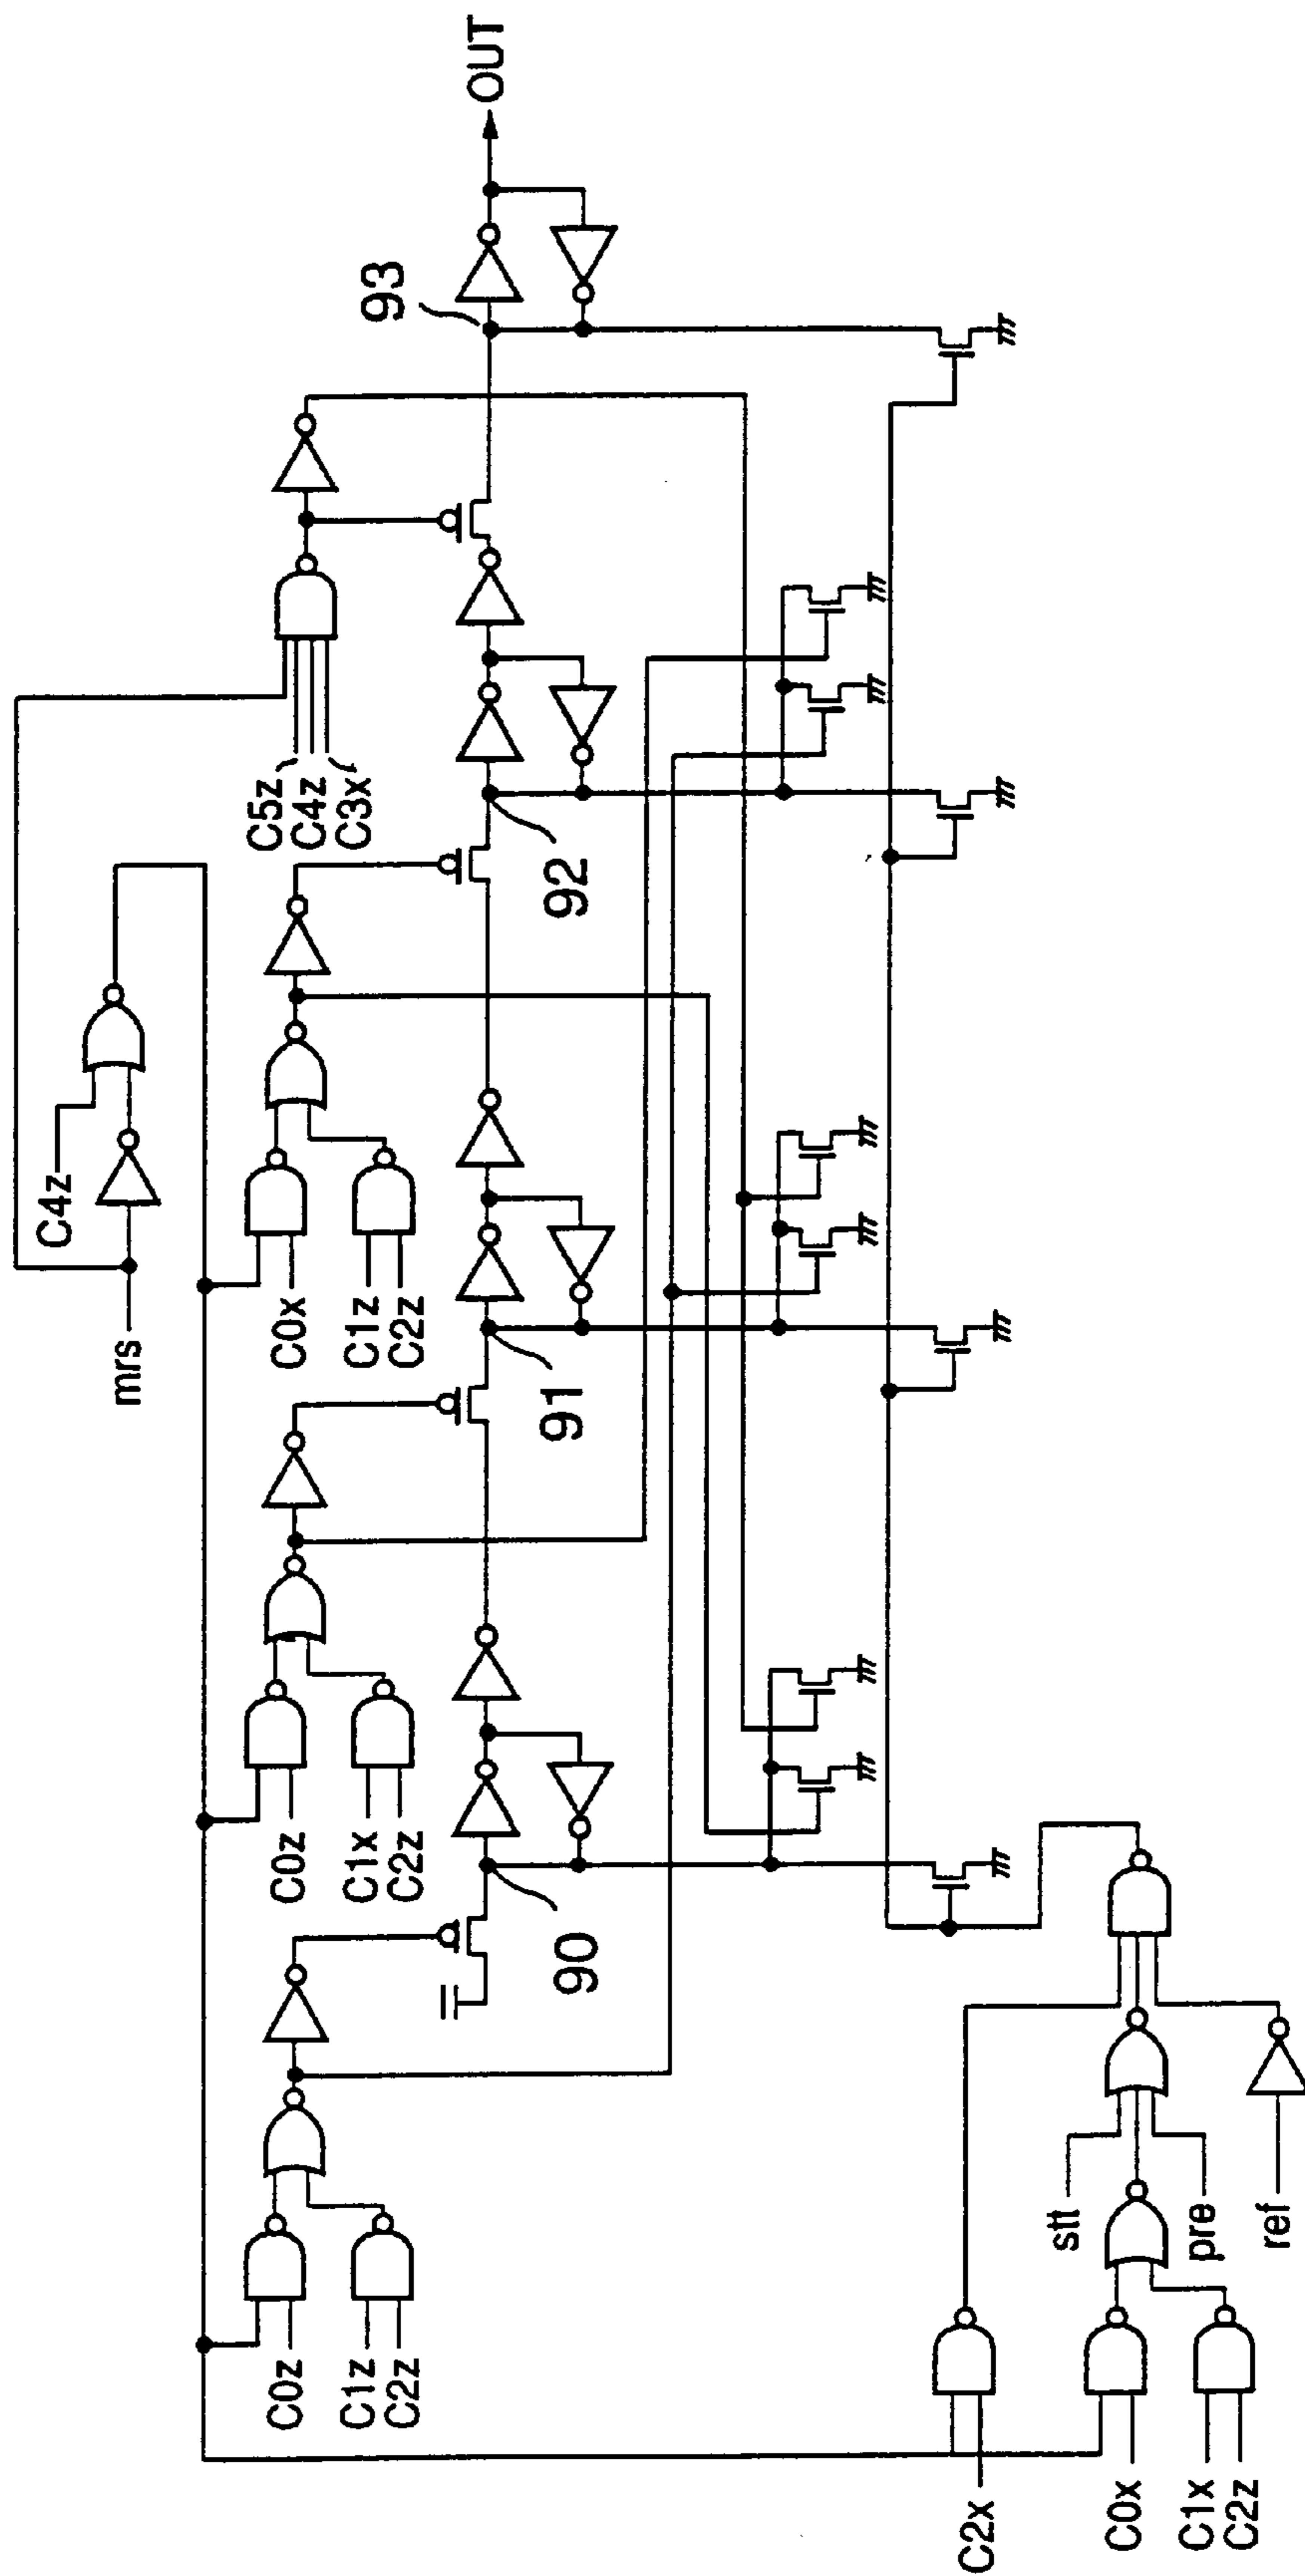 OUT
93
C5z
C4z
C3x
92
C4z
mrs
C0x
C1z
C2z
91
C0z
C1x
C2z
90
C0z
C1z
C2z
stt
pre
ref
C2x
C0x
C1x
C2z